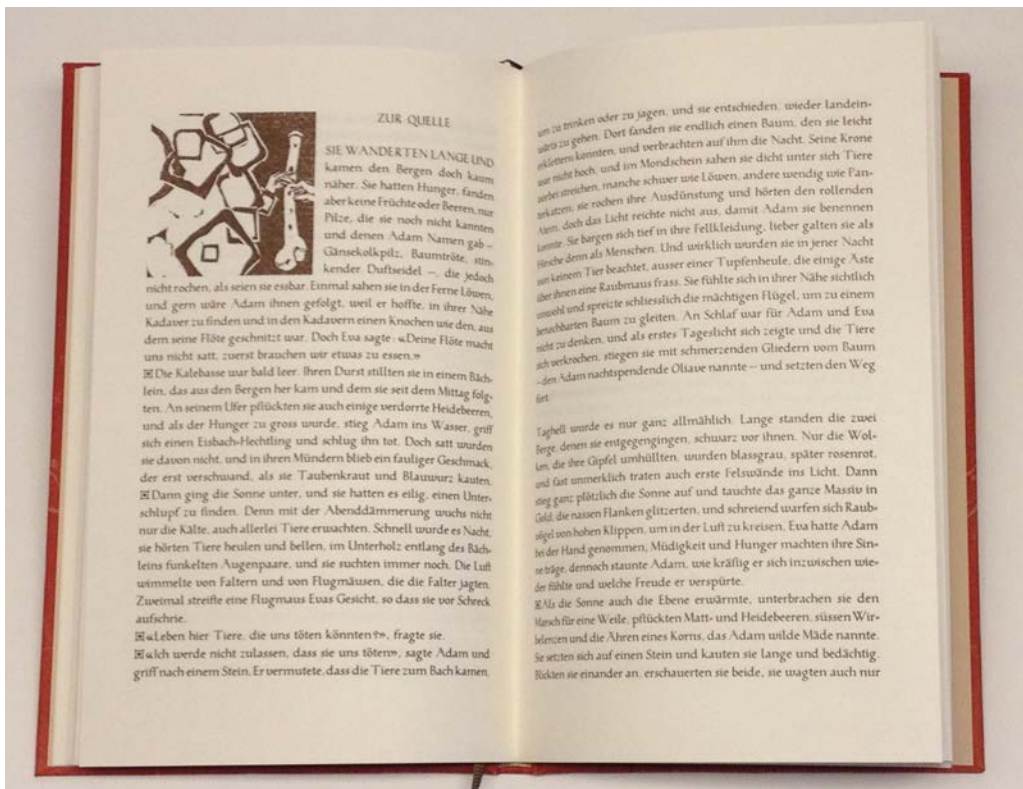 ZUR QUELLE
SIE WANDERTEN LANGE UND
kamen den Bergen doch kaum
näher. Sie hatten Hunger, fanden
aber keine Früchte oder Beeren, nur
Pilze, die sie noch nicht kannten
und denen Adam Namen gab –
Gänsekolkpilz, Baumtröte, stin-
kender Duftseidel –, die jedoch
nicht rochen, als seien sie essbar. Einmal sahen sie in der Ferne Löwen,
und gern wäre Adam ihnen gefolgt, weil er hoffte, in ihrer Nähe
Kadaver zu finden und in den Kadavern einen Knochen wie den, aus
dem seine Flöte geschnitzt war. Doch Eva sagte: «Deine Flöte macht
uns nicht satt, zuerst brauchen wir etwas zu essen.»
Die Kalebasse war bald leer. Ihren Durst stillten sie in einem Bäch-
lein, das aus den Bergen her kam und dem sie seit dem Mittag folg-
ten. An seinem Ufer pflückten sie auch einige verdorrte Heidebeeren,
und als der Hunger zu gross wurde, stieg Adam ins Wasser, griff
sich einen Eisbach-Hechtling und schlug ihn tot. Doch satt wurden
sie davon nicht, und in ihren Mündern blieb ein fauliger Geschmack,
der erst verschwand, als sie Taubenkraut und Blauwurz kauten.
Dann ging die Sonne unter, und sie hatten es eilig, einen Unter-
schlupf zu finden. Denn mit der Abenddämmerung wuchs nicht
nur die Kälte, auch allerlei Tiere erwachten. Schnell wurde es Nacht,
sie hörten Tiere heulen und bellen, im Unterholz entlang des Bäch-
leins funkelten Augenpaare, und sie suchten immer noch. Die Luft
wimmelte von Faltern und von Flugmäusen, die die Falter jagten.
Zweimal streifte eine Flugmaus Evas Gesicht, so dass sie vor Schreck
aufschrie.
«Leben hier Tiere, die uns töten könnten?», fragte sie.
«Ich werde nicht zulassen, dass sie uns töten», sagte Adam und
griff nach einem Stein. Er vermutete, dass die Tiere zum Bach kamen,
um zu trinken oder zu jagen, und sie entschieden, wieder landein-
wärts zu gehen. Dort fanden sie endlich einen Baum, den sie leicht
erklettern konnten, und verbrachten auf ihm die Nacht. Seine Krone
war nicht hoch, und im Mondschein sahen sie dicht unter sich Tiere
vorbei streichen, manche schwer wie Löwen, andere wendig wie Pan-
terkatzen, sie rochen ihre Ausdünstung und hörten den rollenden
Atem, doch das Licht reichte nicht aus, damit Adam sie benennen
konnte. Sie bargen sich tief in ihre Fellkleidung, lieber galten sie als
Hirsche denn als Menschen. Und wirklich wurden sie in jener Nacht
von keinem Tier beachtet, ausser einer Tupfenheule, die einige Äste
über ihnen eine Raubmaus frass. Sie fühlte sich in ihrer Nähe sichtlich
unwohl und spreizte schliesslich die mächtigen Flügel, um zu einem
benachbarten Baum zu gleiten. An Schlaf war für Adam und Eva
nicht zu denken, und als erstes Tageslicht sich zeigte und die Tiere
sich verkrochen, stiegen sie mit schmerzenden Gliedern vom Baum
– den Adam nachtspendende Oliave nannte – und setzten den Weg
fort.
Taghell wurde es nur ganz allmählich. Lange standen die zwei
Berge, denen sie entgegengingen, schwarz vor ihnen. Nur die Wol-
ken, die ihre Gipfel umhüllten, wurden blassgrau, später rosenrot,
und fast unmerklich traten auch erste Felswände ins Licht. Dann
stieg ganz plötzlich die Sonne auf und tauchte das ganze Massiv in
Gold, die nassen Flanken glitzerten, und schreiend warfen sich Raub-
vögel von hohen Klippen, um in der Luft zu kreisen. Eva hatte Adam
bei der Hand genommen, Müdigkeit und Hunger machten ihre Sin-
ne träge, dennoch staunte Adam, wie kräftig er sich inzwischen wie-
der fühlte und welche Freude er verspürte.
Als die Sonne auch die Ebene erwärmte, unterbrachen sie den
Marsch für eine Weile, pflückten Matt- und Heidebeeren, süssen Wir-
belenzen und die Ähren eines Korns, das Adam wilde Mäde nannte.
Sie setzten sich auf einen Stein und kauten sie lange und bedächtig.
Blickten sie einander an, erschauerten sie beide, sie wagten auch nur